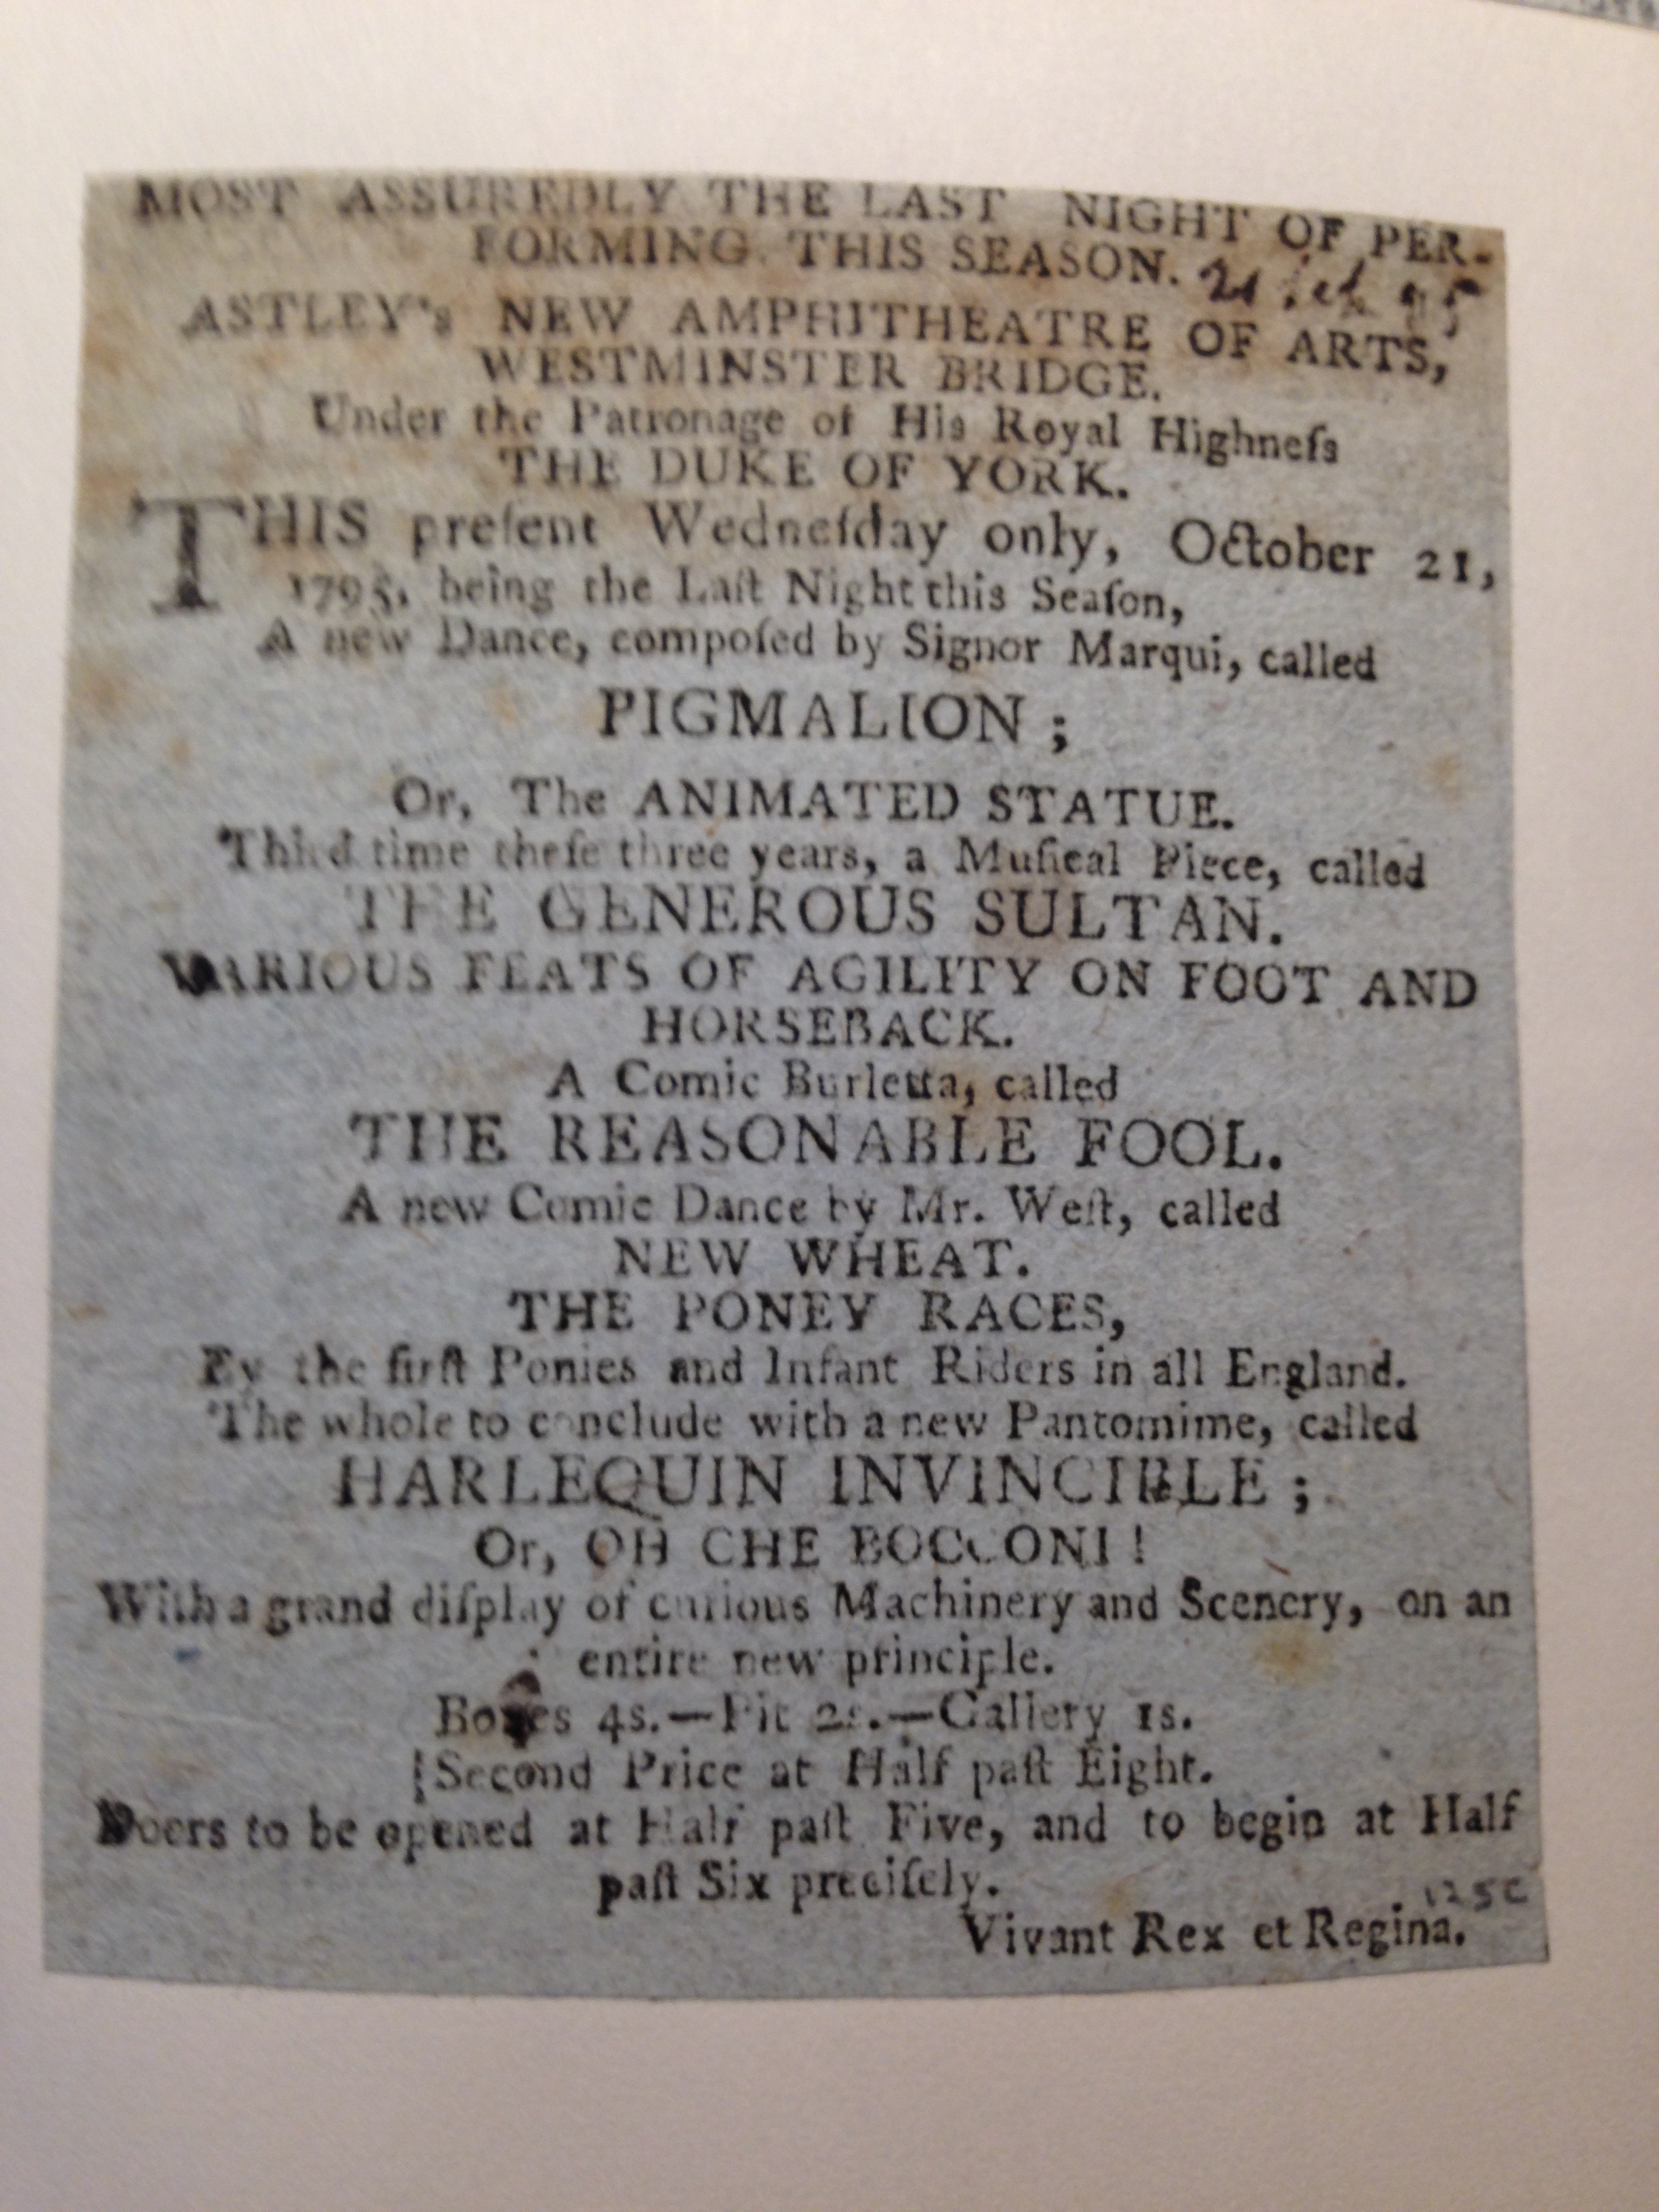 MOST ASSUREDLY THE LAST NIGHT OF PER-
FORMING THIS SEASON. 21
ASTLEY's NEW AMPHITHEATRE OF ARTS,
WESTMINSTER BRIDGE.
Under the Patronage of His Royal Highneſs
THE DUKE OF YORK.
THIS preſent Wedneſday only, October 21,
1795, being the Laſt Night this Seaſon,
A new Dance, compoſed by Signor Marqui, called
PIGMALION;
Or, The ANIMATED STATUE.
Third time theſe three years, a Muſical Piece, called
THE GENEROUS SULTAN.
VARIOUS FEATS OF AGILITY ON FOOT AND
HORSEBACK.
A Comic Burletta, called
THE REASONABLE FOOL.
A new Comic Dance by Mr. Weſt, called
NEW WHEAT.
THE PONEY RACES,
By the firſt Ponies and Infant Riders in all England.
The whole to conclude with a new Pantomime, called
HARLEQUIN INVINCIBLE;
Or, OH CHE BOCCONI!
With a grand diſplay of curious Machinery and Scenery, on an
entire new principle.
Boxes 4s.—Pit 2s.—Gallery 1s.
Second Price at Half paſt Eight.
Doors to be opened at Half paſt Five, and to begin at Half
paſt Six preciſely.
Vivant Rex et Regina.